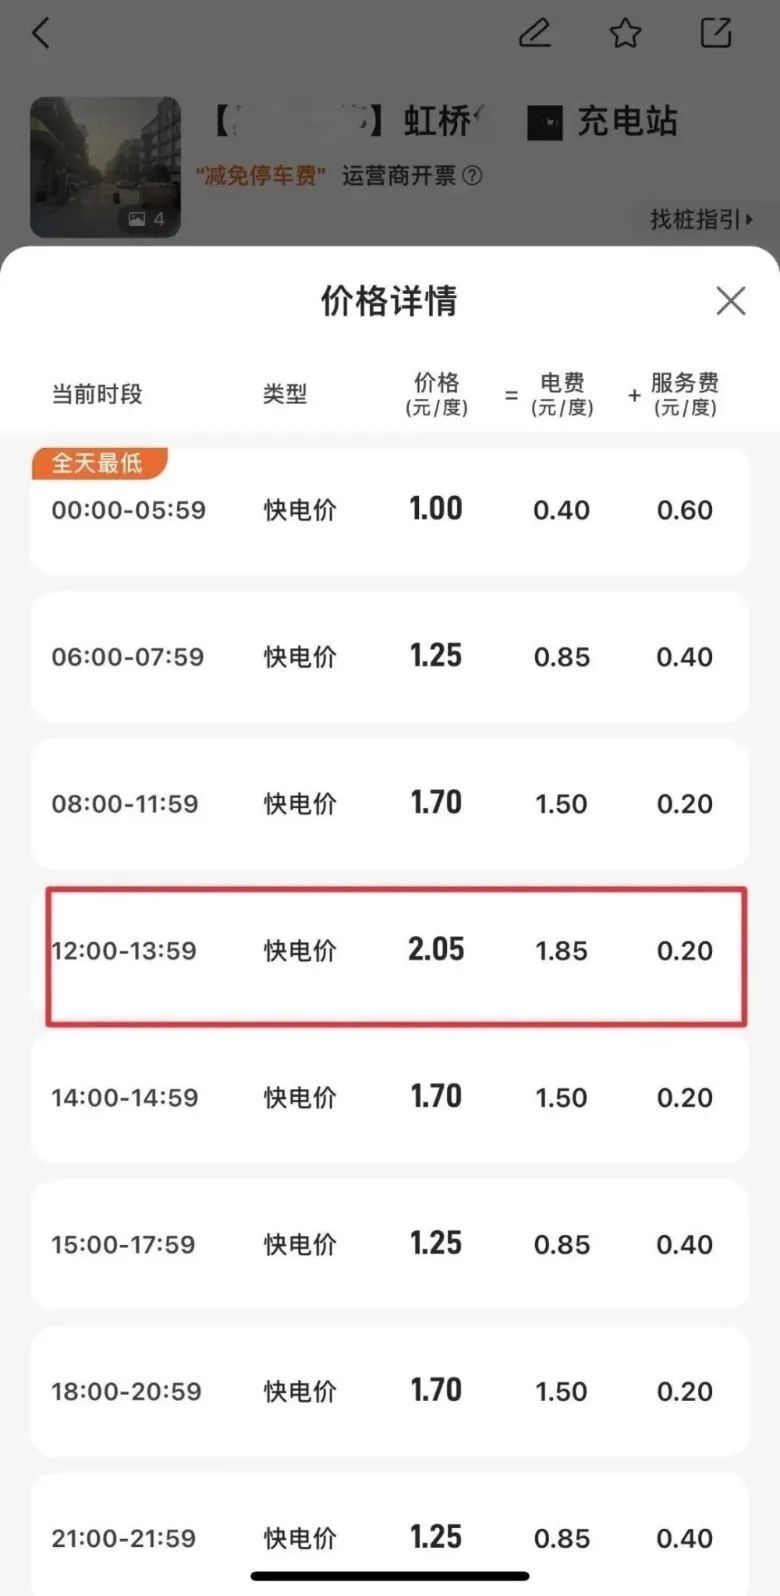 【 】虹桥 充电站
“减免停车费” 运营商开票?
4
找桩指引
价格详情
当前时段 类型 价格(元/度) = 电费(元/度) + 服务费(元/度)
全天最低
00:00-05:59 快电价 1.00 0.40 0.60
06:00-07:59 快电价 1.25 0.85 0.40
08:00-11:59 快电价 1.70 1.50 0.20
12:00-13:59 快电价 2.05 1.85 0.20
14:00-14:59 快电价 1.70 1.50 0.20
15:00-17:59 快电价 1.25 0.85 0.40
18:00-20:59 快电价 1.70 1.50 0.20
21:00-21:59 快电价 1.25 0.85 0.40